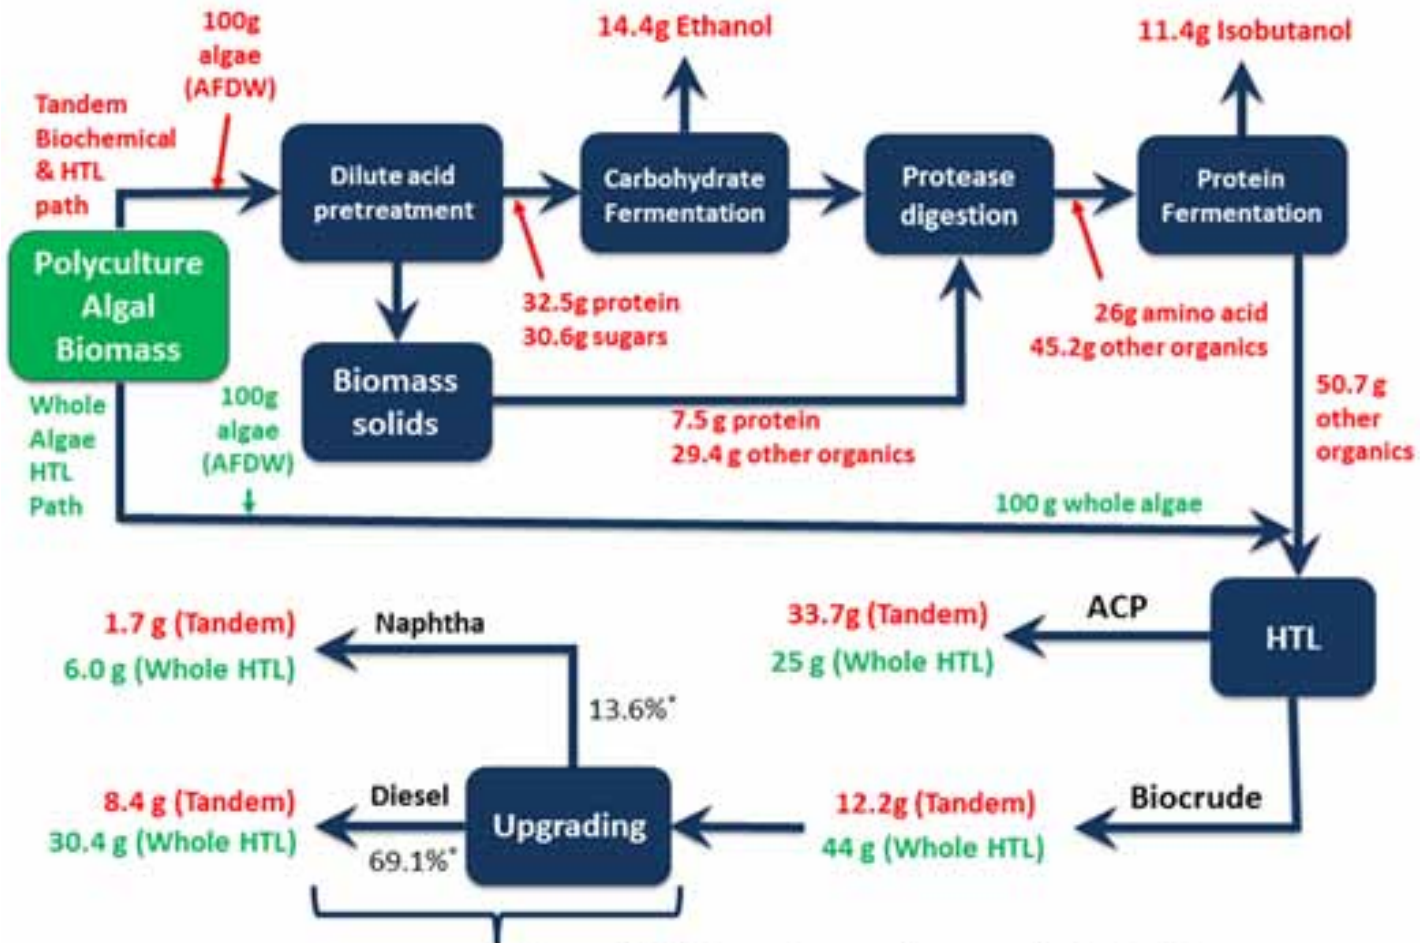 100g
algae
(AFDW)
14.4g Ethanol
11.4g Isobutanol
Tandem
Biochemical
& HTL
path
Dilute acid
pretreatment
Carbohydrate
Fermentation
Protease
digestion
Protein
Fermentation
Polyculture
Algal
Biomass
32.5g protein
30.6g sugars
26g amino acid
45.2g other organics
Biomass
solids
7.5 g protein
29.4 g other organics
50.7 g
other
organics
Whole
Algae
HTL
Path
100g
algae
(AFDW)
100 g whole algae
1.7 g (Tandem)
6.0 g (Whole HTL)
Naphtha
13.6%*
33.7g (Tandem)
25 g (Whole HTL)
ACP
HTL
8.4 g (Tandem)
30.4 g (Whole HTL)
Diesel
69.1%*
Upgrading
12.2g (Tandem)
44 g (Whole HTL)
Biocrude